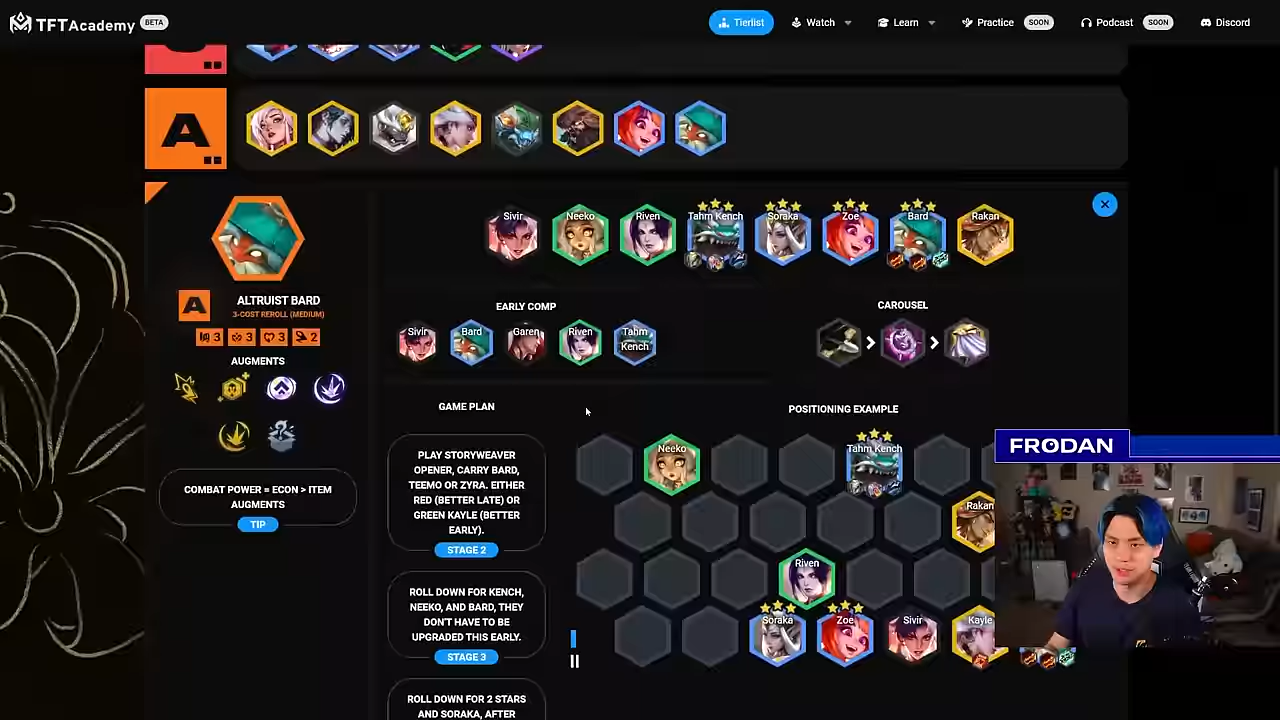 TFTAcademy BETA
Tierlist Watch Learn Practice SOON Podcast SOON Discord
A
Sivir Neeko Riven Tahm Kench Soraka Zoe Bard Rakan
A
ALTRUIST BARD
3-COST REROLL (MEDIUM)
3 3 3 2
AUGMENTS
COMBAT POWER = ECON > ITEM
AUGMENTS
TIP
EARLY COMP
Sivir Bard Garen Riven Tahm
Kench
CAROUSEL
GAME PLAN
PLAY STORYWEAVER
OPENER, CARRY BARD,
TEEMO OR ZYRA. EITHER
RED (BETTER LATE) OR
GREEN KAYLE (BETTER
EARLY).
STAGE 2
ROLL DOWN FOR KENCH,
NEEKO, AND BARD, THEY
DON'T HAVE TO BE
UPGRADED THIS EARLY.
STAGE 3
ROLL DOWN FOR 2 STARS
AND SORAKA, AFTER
POSITIONING EXAMPLE
Neeko Tahm Kench
Rakan
Riven
Soraka Zoe Sivir Kayle
FRODAN